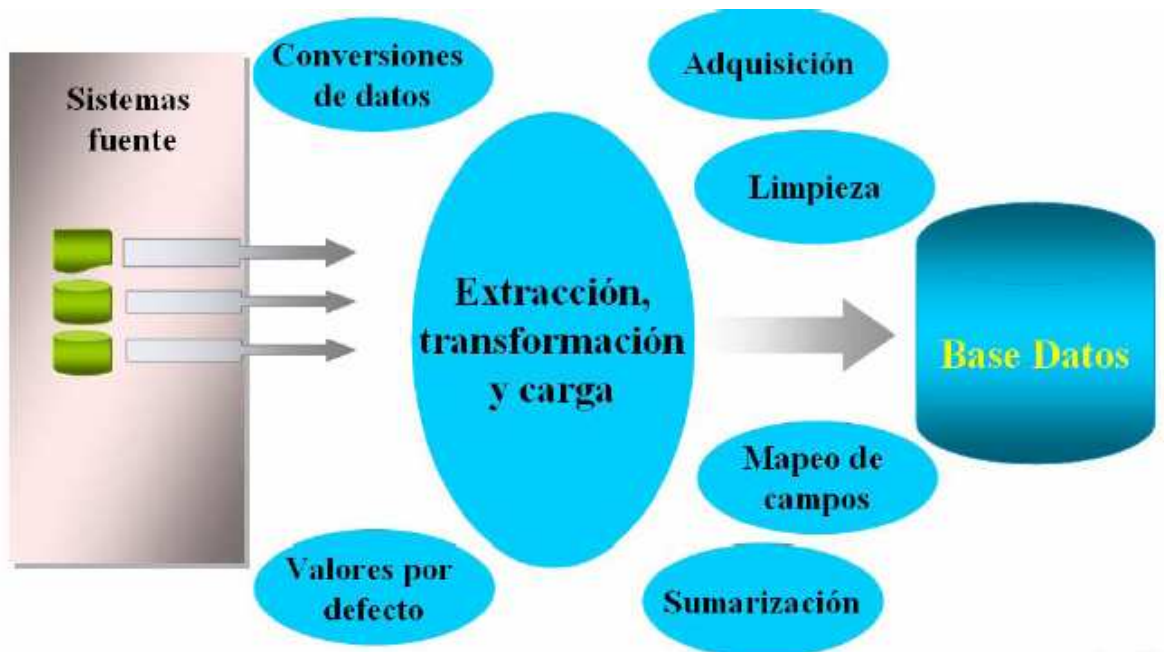 Sistemas
fuente
Conversiones
de datos
Adquisición
Limpieza
Extracción,
transformación
y carga
Base Datos
Mapeo de
campos
Valores por
defecto
Sumarización